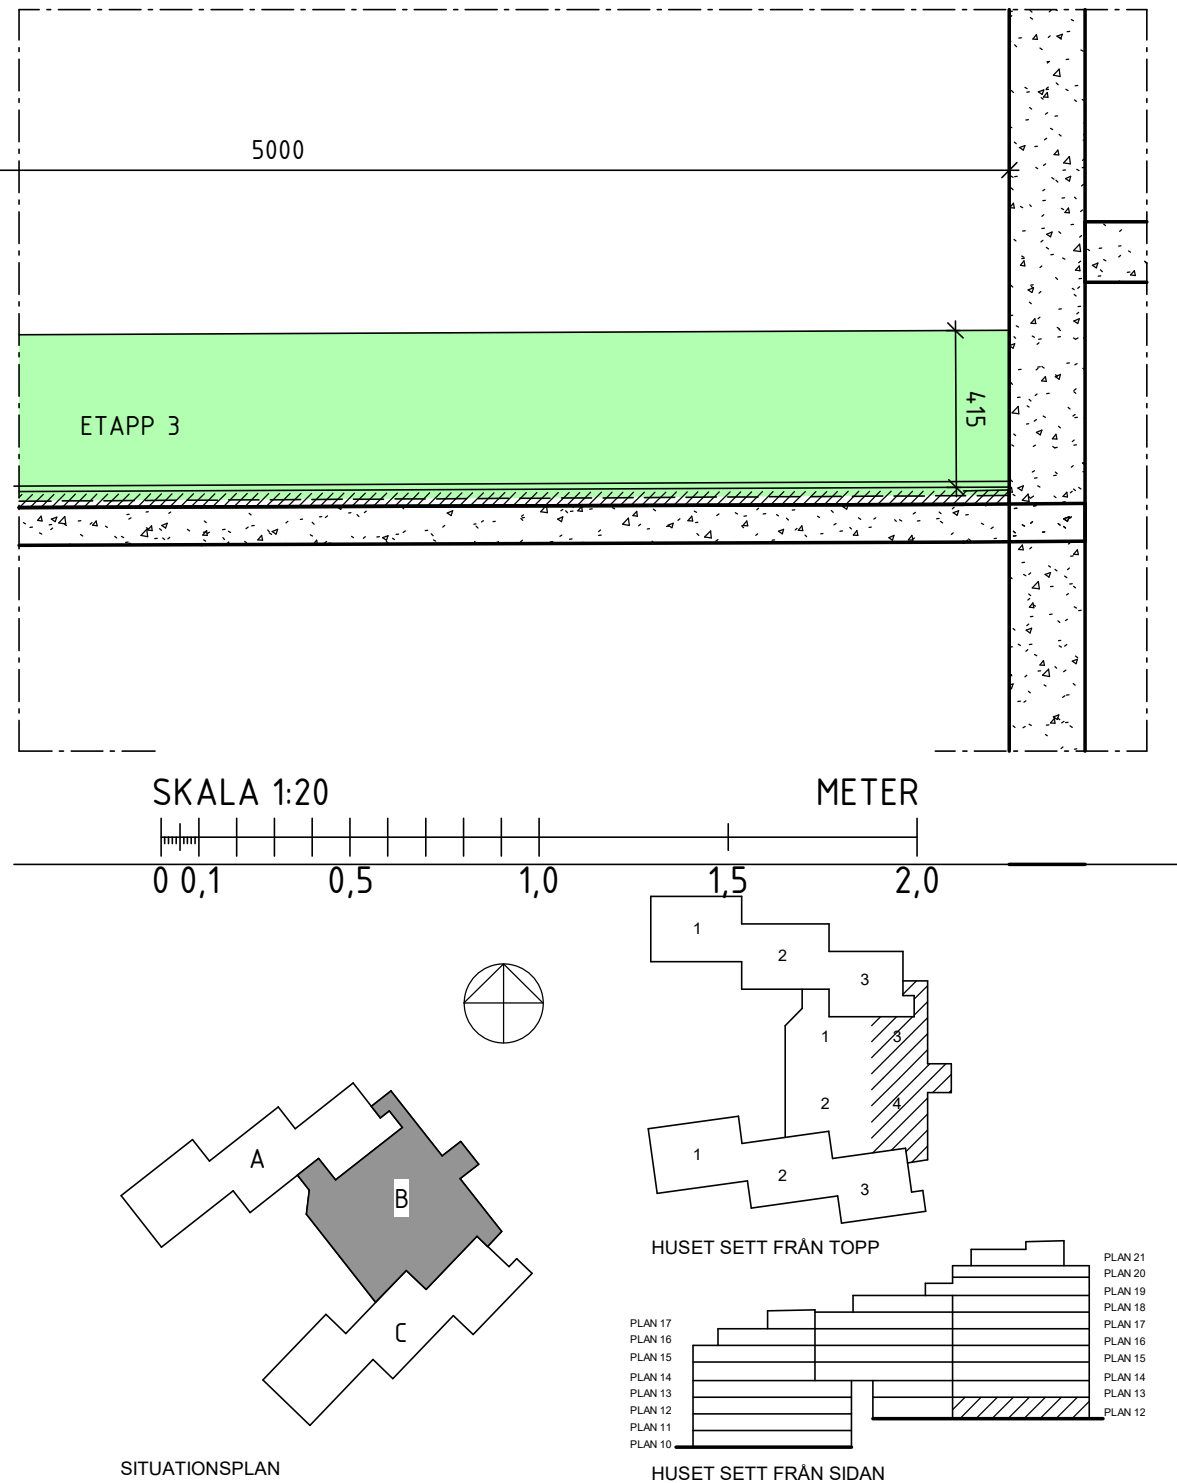 5000
415
ETAPP 3
SKALA 1:20 METER
0 0,1 0,5 1,0 1,5 2,0
1
2
3
1
3
2
4
1
2
3
HUSET SETT FRÅN TOPP
A
B
C
SITUATIONSPLAN
PLAN 17
PLAN 16
PLAN 15
PLAN 14
PLAN 13
PLAN 12
PLAN 11
PLAN 10
PLAN 21
PLAN 20
PLAN 19
PLAN 18
PLAN 17
PLAN 16
PLAN 15
PLAN 14
PLAN 13
PLAN 12
HUSET SETT FRÅN SIDAN